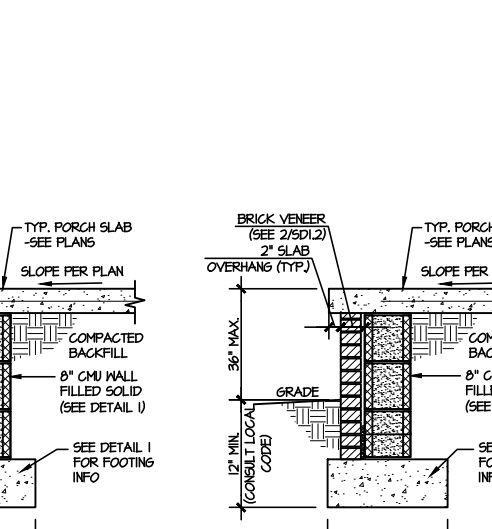 TYP. PORCH SLAB
-SEE PLANS
SLOPE PER PLAN
COMPACTED
BACKFILL
8" CMU WALL
FILLED SOLID
(SEE DETAIL 1)
SEE DETAIL 1
FOR FOOTING
INFO
BRICK VENEER
(SEE 2/SD1.2)
2" SLAB
OVERHANG (TYP.)
36" MAX.
GRADE
12" MIN.
(CONSULT LOCAL
CODE)
TYP. PORCH
-SEE PLANS
SLOPE PER
8"
(SEE